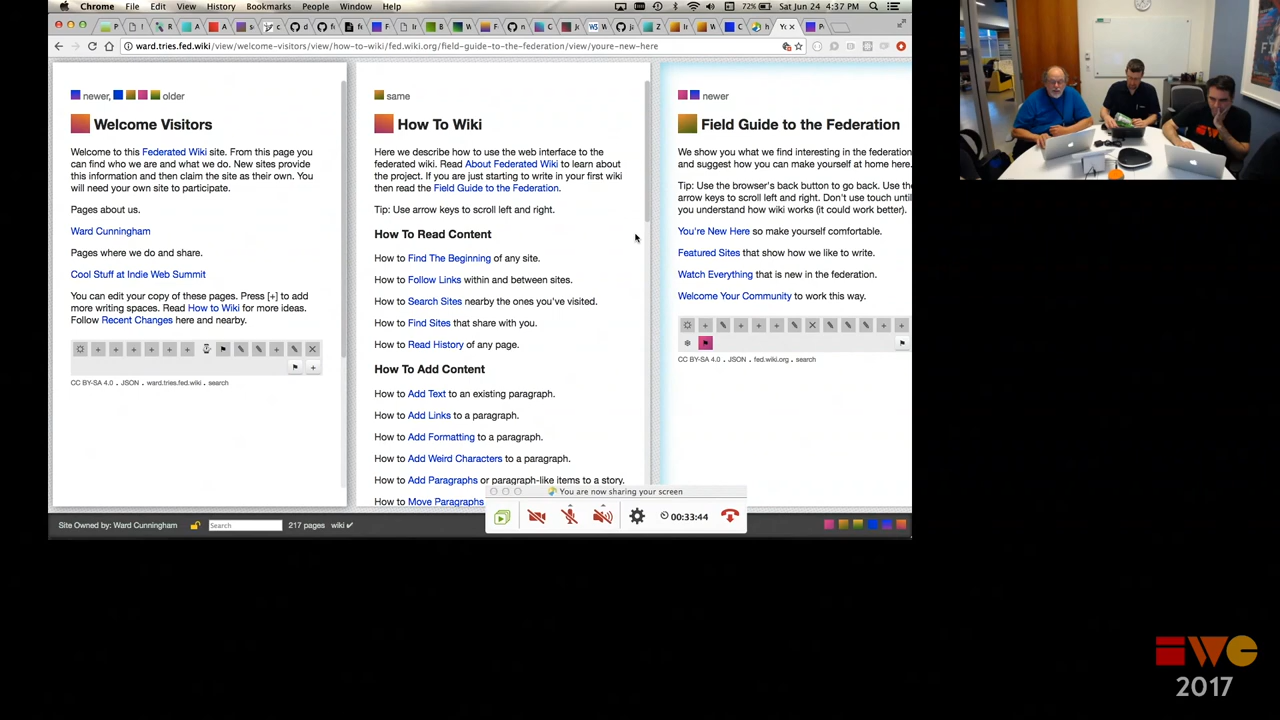 Chrome File Edit View History Bookmarks People Window Help
72% Sat Jun 24 4:37 PM
ward.tries.fed.wiki/view/welcome-visitors/view/how-to-wiki/fed.wiki.org/field-guide-to-the-federation/view/youre-new-here
newer, older
Welcome Visitors
Welcome to this Federated Wiki site. From this page you
can find who we are and what we do. New sites provide
this information and then claim the site as their own. You
will need your own site to participate.
Pages about us.
Ward Cunningham
Pages where we do and share.
Cool Stuff at Indie Web Summit
You can edit your copy of these pages. Press [+] to add
more writing spaces. Read How to Wiki for more ideas.
Follow Recent Changes here and nearby.
CC BY-SA 4.0 . JSON . ward.tries.fed.wiki . search
same
How To Wiki
Here we describe how to use the web interface to the
federated wiki. Read About Federated Wiki to learn about
the project. If you are just starting to write in your first wiki
then read the Field Guide to the Federation.
Tip: Use arrow keys to scroll left and right.
How To Read Content
How to Find The Beginning of any site.
How to Follow Links within and between sites.
How to Search Sites nearby the ones you've visited.
How to Find Sites that share with you.
How to Read History of any page.
How To Add Content
How to Add Text to an existing paragraph.
How to Add Links to a paragraph.
How to Add Formatting to a paragraph.
How to Add Weird Characters to a paragraph.
How to Add Paragraphs or paragraph-like items to a story.
How to Move Paragraphs
newer
Field Guide to the Federation
We show you what we find interesting in the federation
and suggest how you can make yourself at home here.
Tip: Use the browser's back button to go back. Use the
arrow keys to scroll left and right. Don't use touch until
you understand how wiki works (it could work better).
You're New Here so make yourself comfortable.
Featured Sites that show how we like to write.
Watch Everything that is new in the federation.
Welcome Your Community to work this way.
CC BY-SA 4.0 . JSON . fed.wiki.org . search
You are now sharing your screen
00:33:44
Site Owned by: Ward Cunningham Search 217 pages wiki
IWC
2017